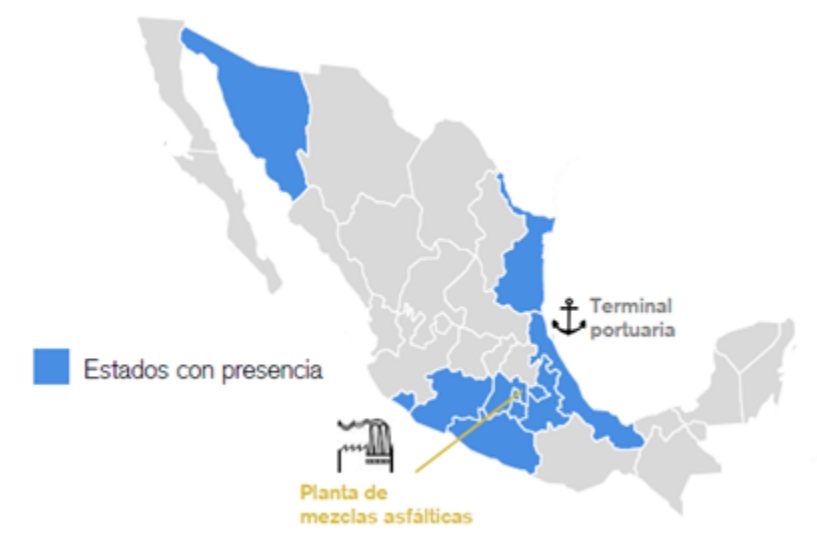 Terminal
portuaria
Estados con presencia
Planta de
mezclas asfálticas